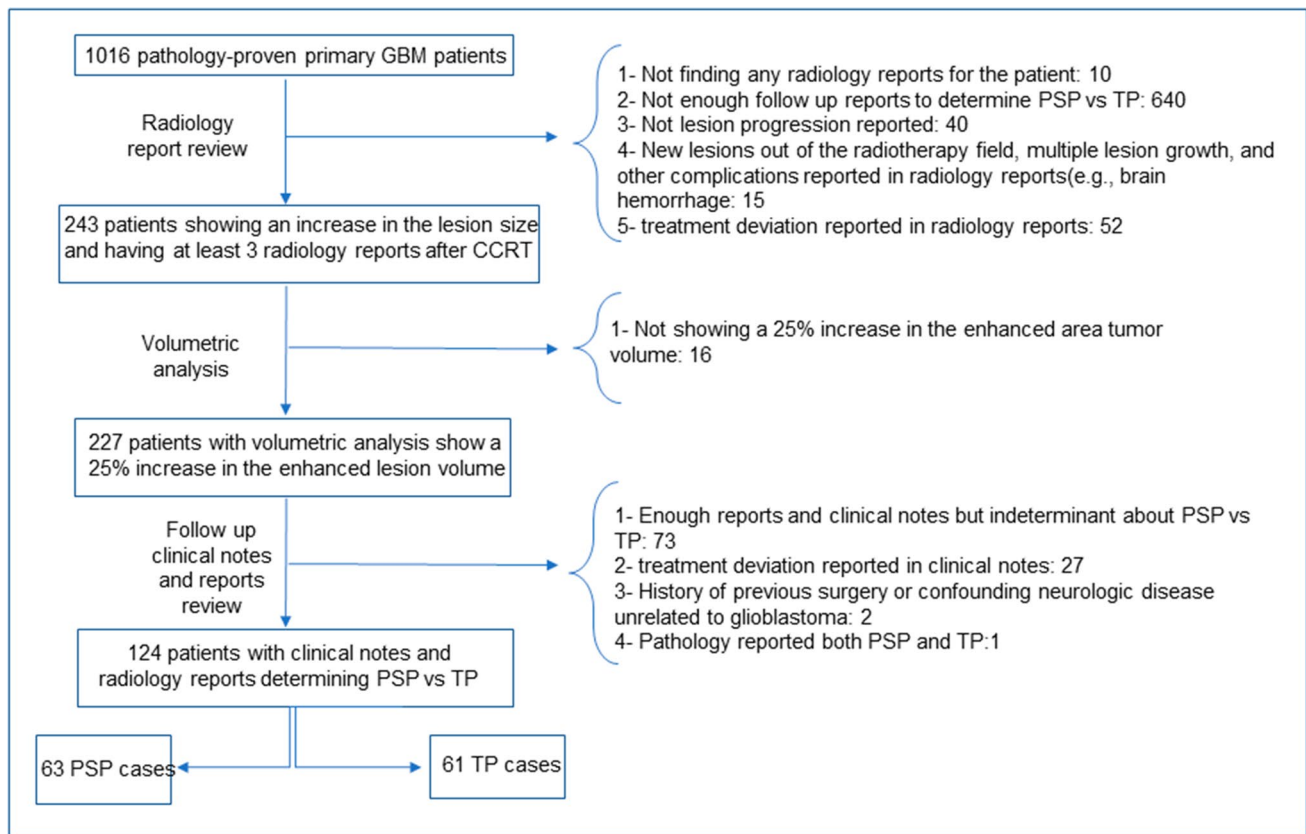 1016 pathology-proven primary GBM patients
Radiology
report review
1- Not finding any radiology reports for the patient: 10
2- Not enough follow up reports to determine PSP vs TP: 640
3- Not lesion progression reported: 40
4- New lesions out of the radiotherapy field, multiple lesion growth, and
other complications reported in radiology reports(e.g., brain
hemorrhage: 15
5- treatment deviation reported in radiology reports: 52
243 patients showing an increase in the lesion size
and having at least 3 radiology reports after CCRT
Volumetric
analysis
1- Not showing a 25% increase in the enhanced area tumor
volume: 16
227 patients with volumetric analysis show a
25% increase in the enhanced lesion volume
Follow up
clinical notes
and reports
review
1- Enough reports and clinical notes but indeterminant about PSP vs
TP: 73
2- treatment deviation reported in clinical notes: 27
3- History of previous surgery or confounding neurologic disease
unrelated to glioblastoma: 2
4- Pathology reported both PSP and TP:1
124 patients with clinical notes and
radiology reports determining PSP vs TP
63 PSP cases
61 TP cases